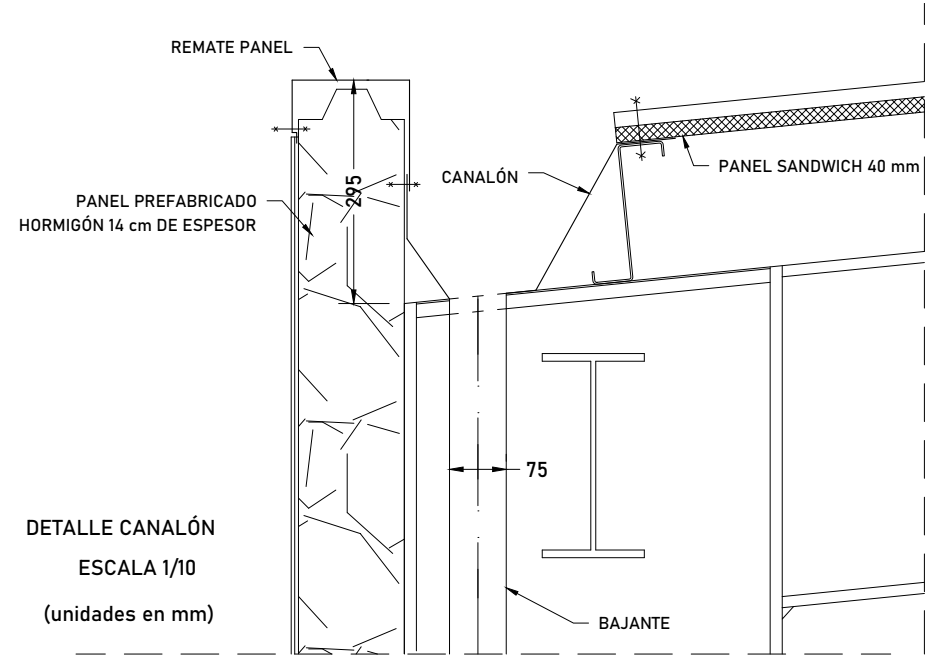 REMATE PANEL
CANALÓN
PANEL SANDWICH 40 mm
295
PANEL PREFABRICADO
HORMIGÓN 14 cm DE ESPESOR
75
DETALLE CANALÓN
ESCALA 1/10
(unidades en mm)
BAJANTE